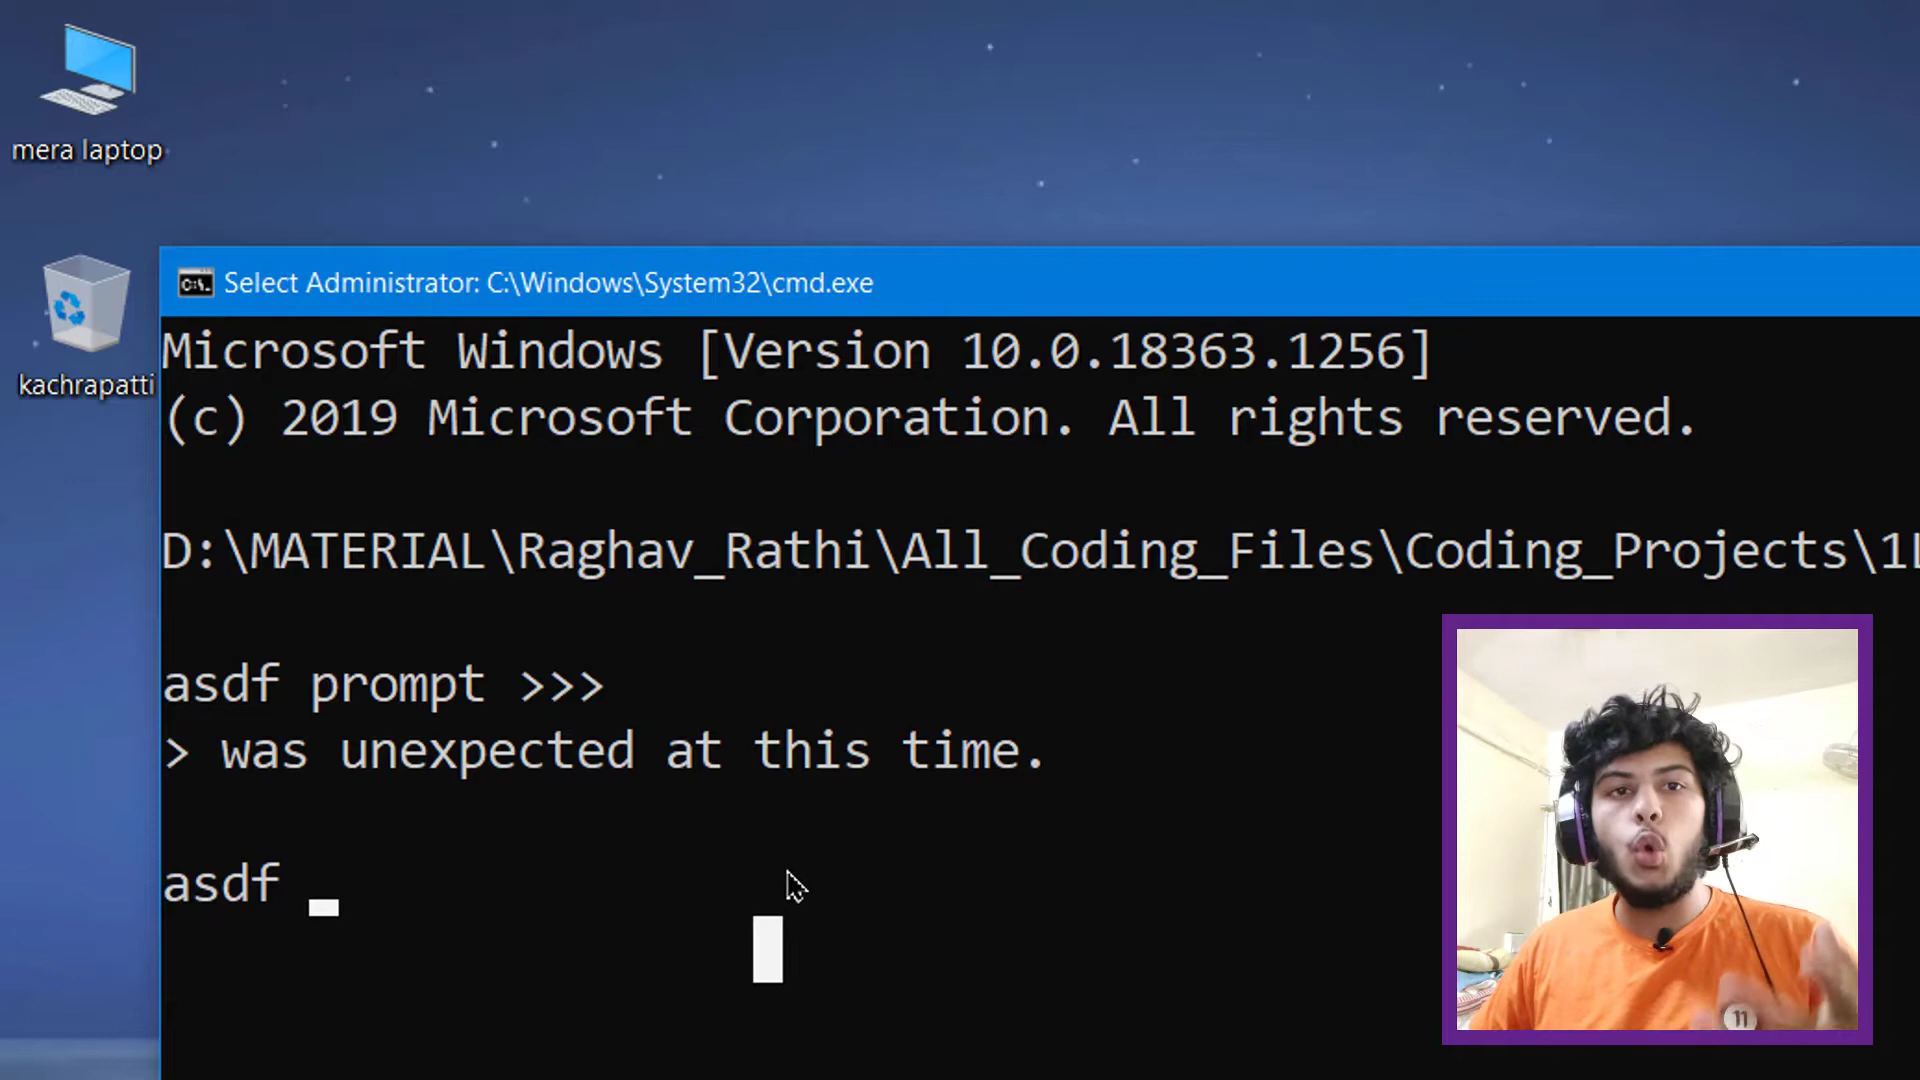 mera laptop
kachrapatti
Select Administrator: C:\Windows\System32\cmd.exe
Microsoft Windows [Version 10.0.18363.1256]
(c) 2019 Microsoft Corporation. All rights reserved.
D:\MATERIAL\Raghav_Rathi\All_Coding_Files\Coding_Projects\1
asdf prompt >>>
> was unexpected at this time.
asdf
11